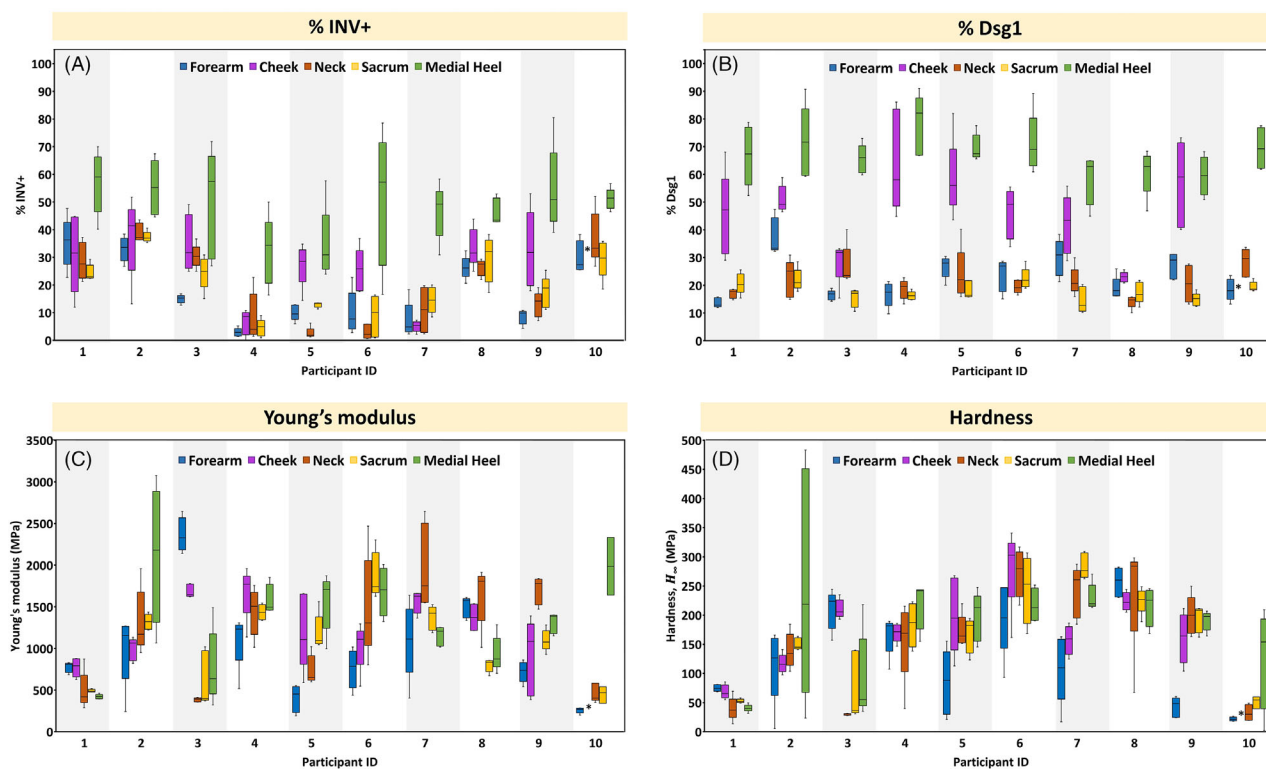 % INV+
% Dsg1
(A)
Forearm Cheek Neck Sacrum Medial Heel
% INV+
100
90
80
70
60
50
40
30
20
10
0
*
1 2 3 4 5 6 7 8 9 10
Participant ID
(B)
Forearm Cheek Neck Sacrum Medial Heel
% Dsg1
100
90
80
70
60
50
40
30
20
10
0
*
1 2 3 4 5 6 7 8 9 10
Participant ID
Young's modulus
Hardness
(C)
Forearm Cheek Neck Sacrum Medial Heel
Young's modulus (MPa)
3500
3000
2500
2000
1500
1000
500
0
*
1 2 3 4 5 6 7 8 9 10
Participant ID
(D)
Forearm Cheek Neck Sacrum Medial Heel
Hardness, H∞ (MPa)
500
450
400
350
300
250
200
150
100
50
0
*
1 2 3 4 5 6 7 8 9 10
Participant ID